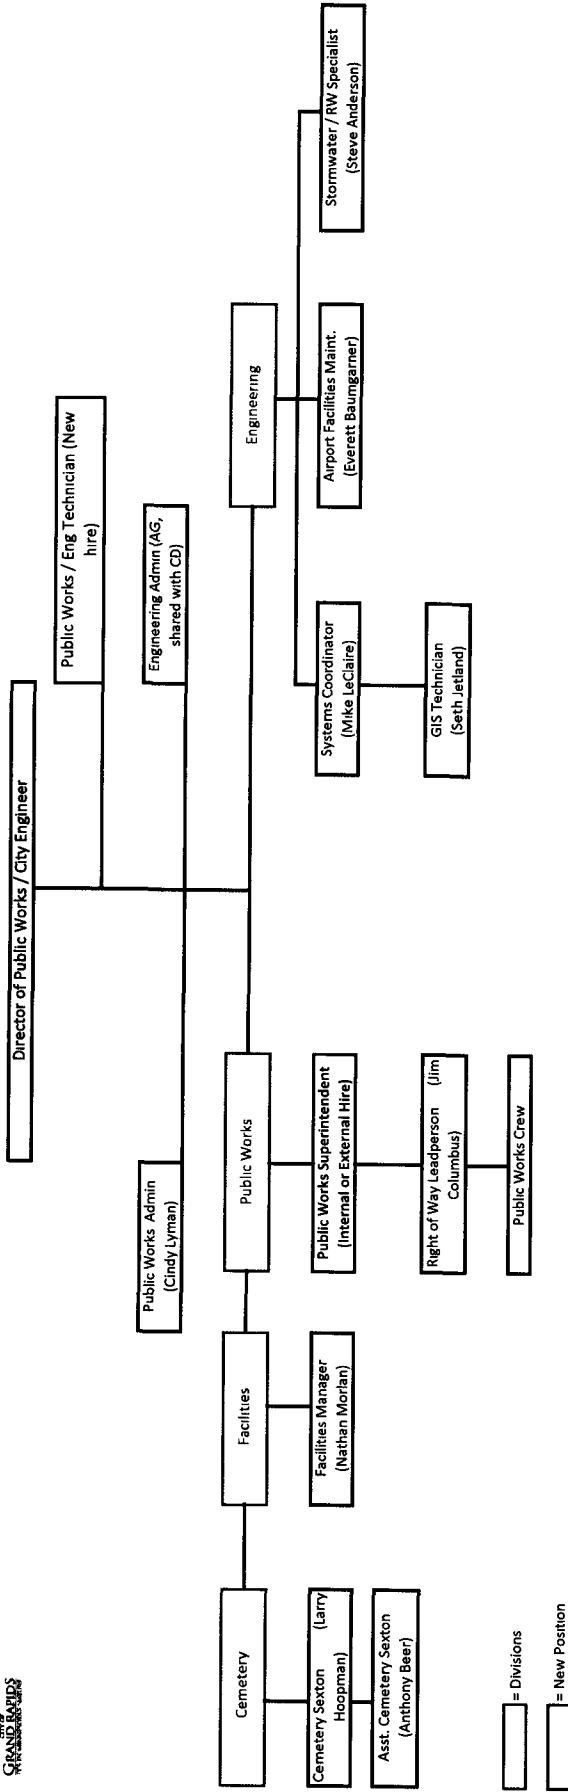 CITY OF
GRAND RAPIDS
Director of Public Works / City Engineer
Public Works / Eng Technician (New
hire)
Public Works Admin
(Cindy Lyman)
Engineering Admin (AG,
shared with CD)
Cemetery
Facilities
Public Works
Engineering
Cemetery Sexton (Larry
Hoopman)
Facilities Manager
(Nathan Morlan)
Public Works Superintendent
(Internal or External Hire)
Systems Coordinator
(Mike LeClaire)
Airport Facilities Maint.
(Everett Baumgarner)
Stormwater / RW Specialist
(Steve Anderson)
Asst. Cemetery Sexton
(Anthony Beer)
Right of Way Leadperson (Jim
Columbus)
GIS Technician
(Seth Jetland)
Public Works Crew
= Divisions
= New Position